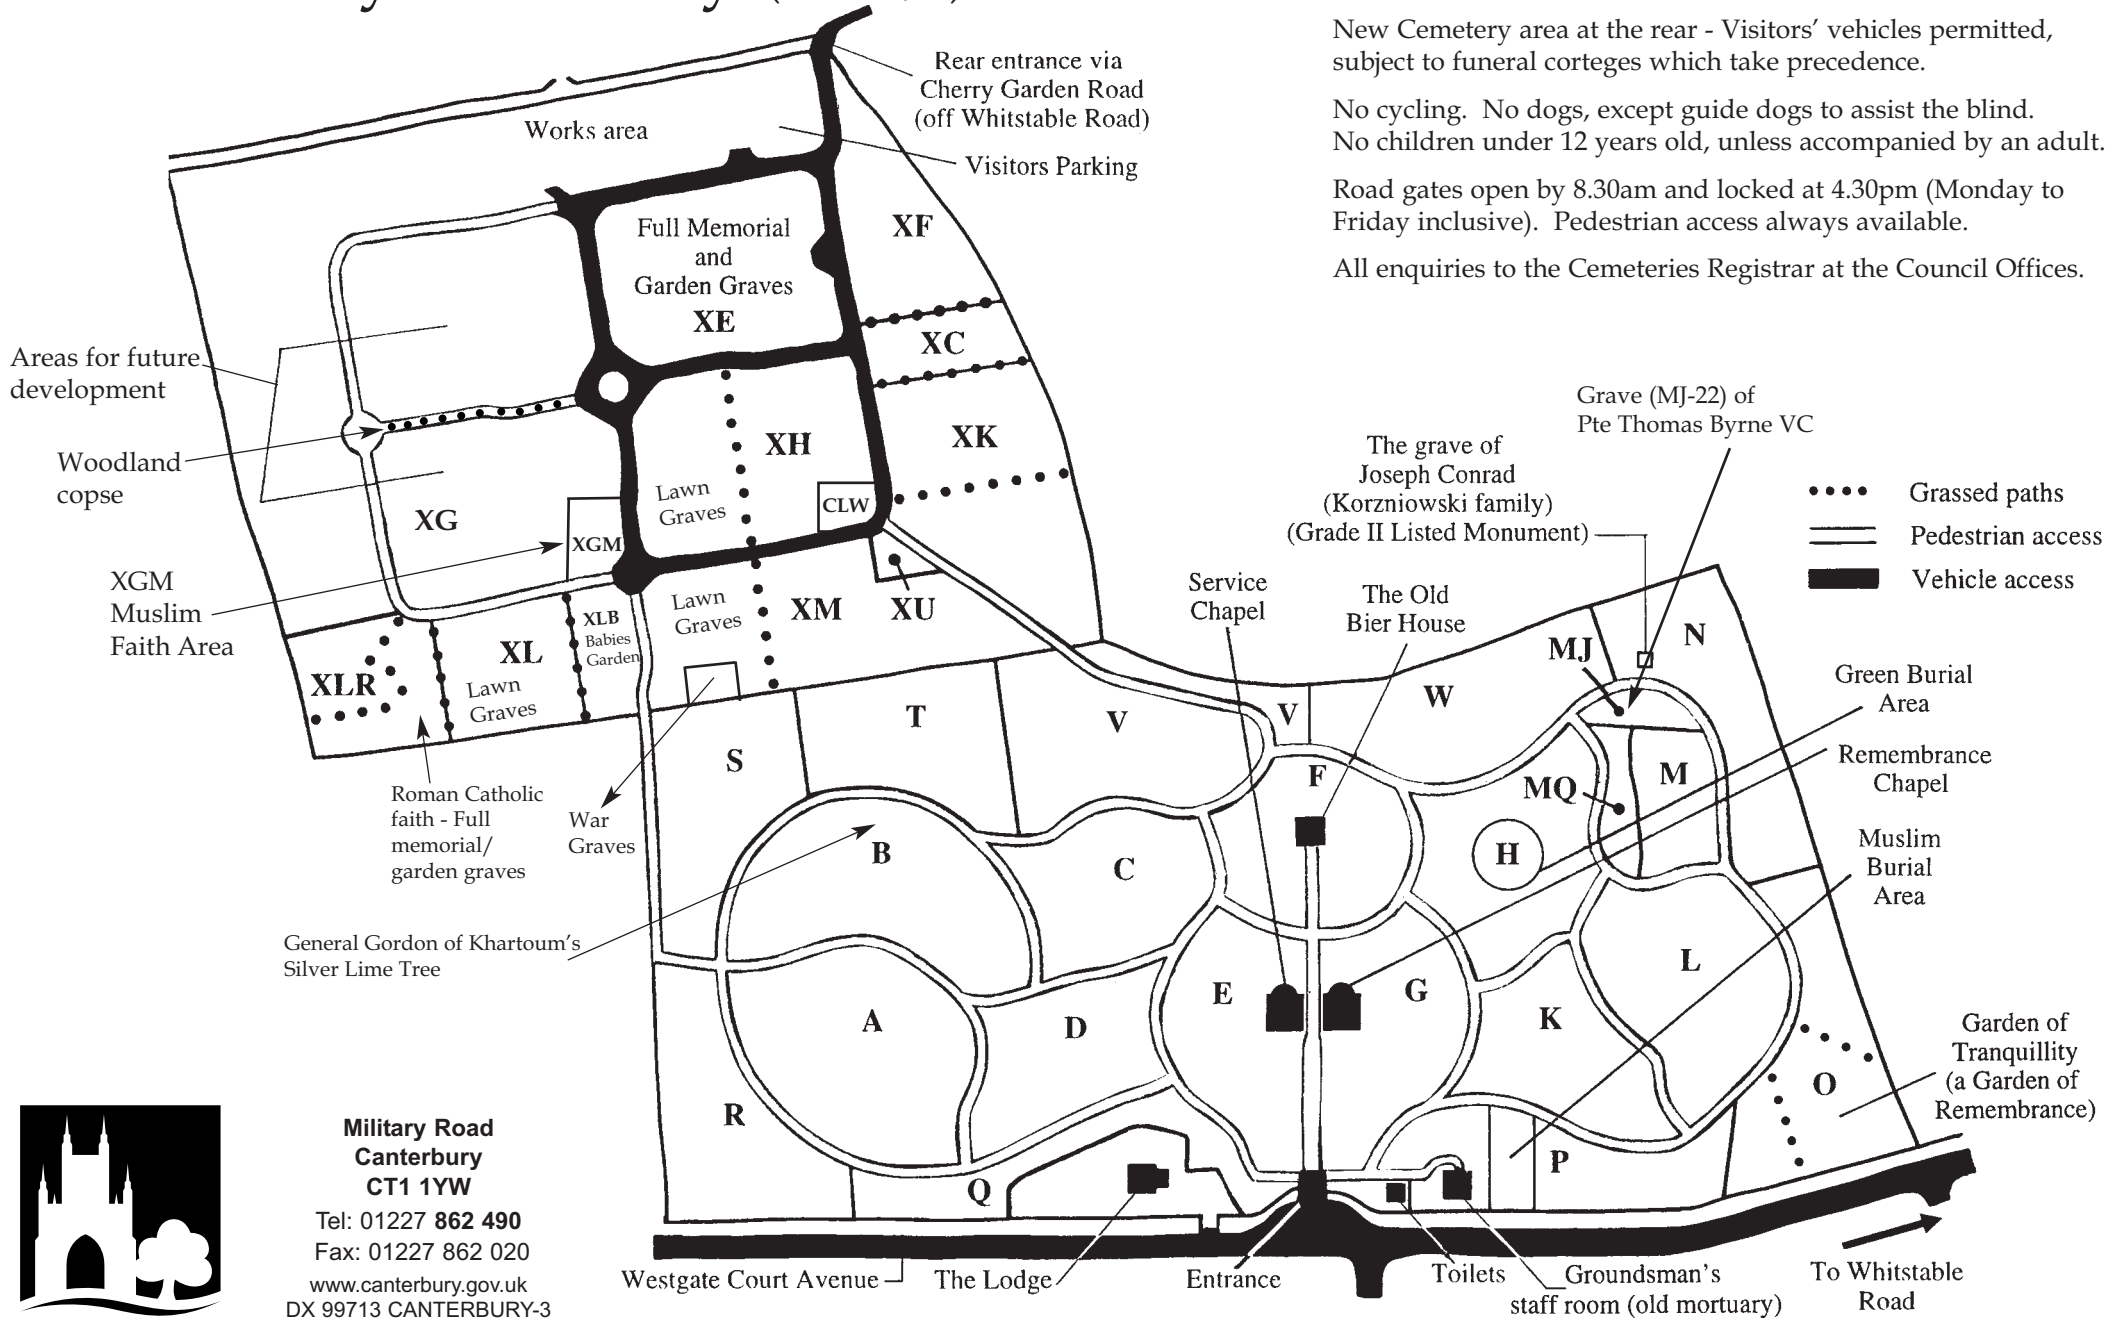 New Cemetery area at the rear - Visitors' vehicles permitted,
subject to funeral corteges which take precedence.
No cycling.  No dogs, except guide dogs to assist the blind.
No children under 12 years old, unless accompanied by an adult.
Road gates open by 8.30am and locked at 4.30pm (Monday to
Friday inclusive).  Pedestrian access always available.
All enquiries to the Cemeteries Registrar at the Council Offices.
Rear entrance via
Cherry Garden Road
(off Whitstable Road)
Works area
Visitors Parking
Full Memorial
and
Garden Graves
XE
XF
XC
XK
Areas for future
development
Woodland
copse
XG
XH
Lawn
Graves
CLW
XGM
XGM
Muslim
Faith Area
XLR
XL
Lawn
Graves
XLB
Babies
Garden
Lawn
Graves
XM
XU
Roman Catholic
faith - Full
memorial/
garden graves
War
Graves
General Gordon of Khartoum's
Silver Lime Tree
Grave (MJ-22) of
Pte Thomas Byrne VC
The grave of
Joseph Conrad
(Korzniowski family)
(Grade II Listed Monument)
Grassed paths
Pedestrian access
Vehicle access
Service
Chapel
The Old
Bier House
MJ
N
Green Burial
Area
Remembrance
Chapel
Muslim
Burial
Area
S
T
V
V
W
F
MQ
M
B
C
H
E
G
L
A
D
K
R
O
Q
P
Garden of
Tranquillity
(a Garden of
Remembrance)
Westgate Court Avenue
The Lodge
Entrance
Toilets
Groundsman's
staff room (old mortuary)
To Whitstable
Road
Military Road
Canterbury
CT1 1YW
Tel: 01227 862 490
Fax: 01227 862 020
www.canterbury.gov.uk
DX 99713 CANTERBURY-3